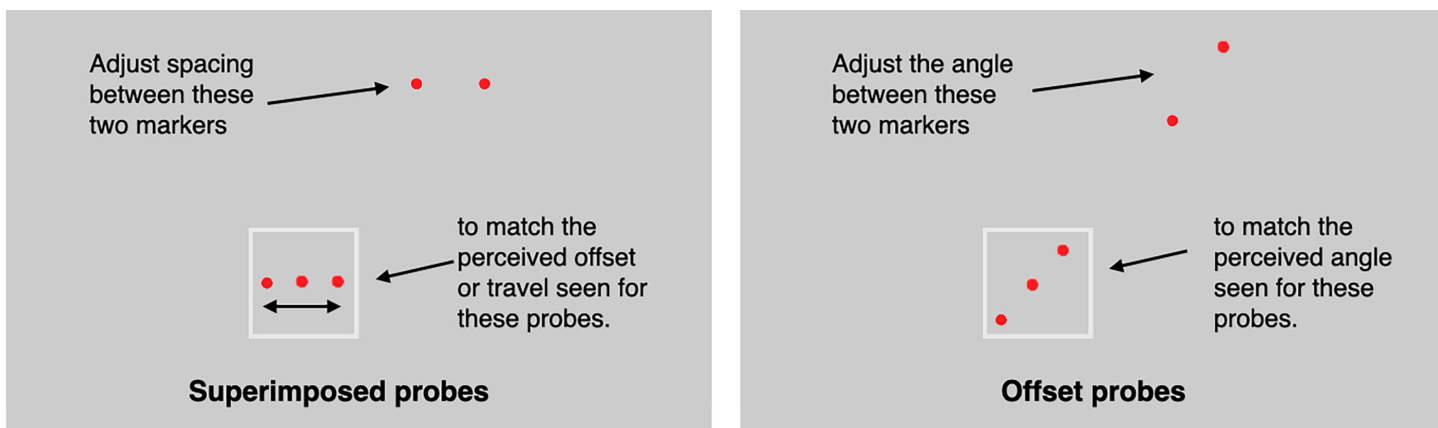 Adjust spacing
between these
two markers
to match the
perceived offset
or travel seen for
these probes.
Superimposed probes
Adjust the angle
between these
two markers
to match the
perceived angle
seen for these
probes.
Offset probes